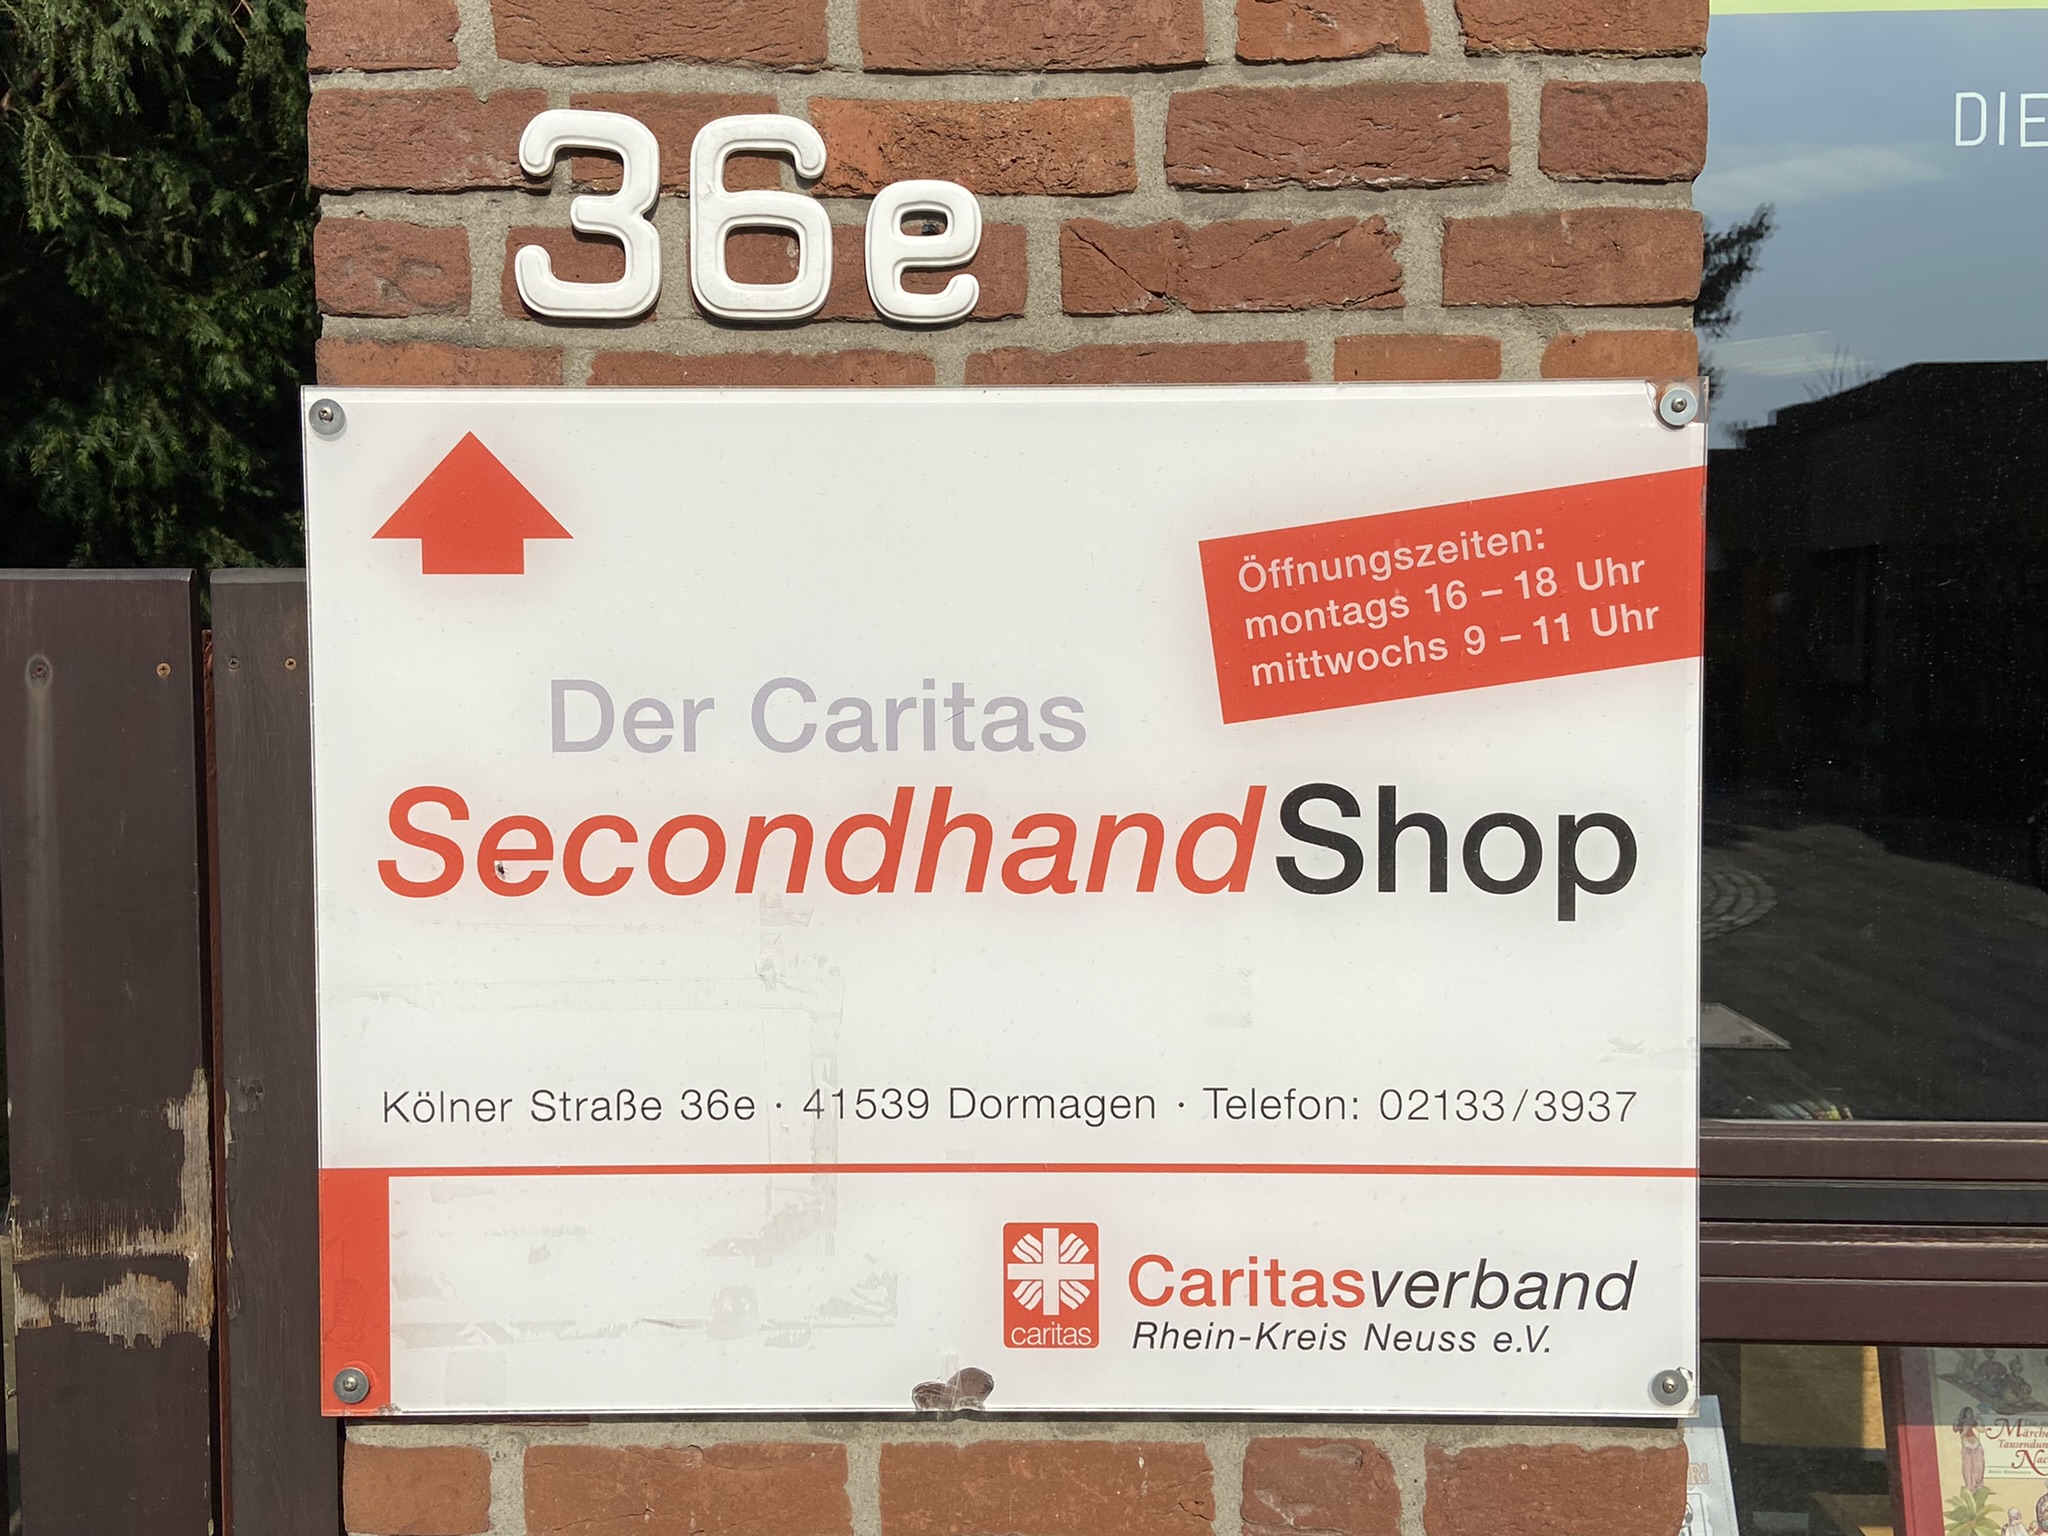 36e
DIE
Öffnungszeiten:
montags 16 – 18 Uhr
mittwochs 9 – 11 Uhr
Der Caritas
SecondhandShop
Kölner Straße 36e · 41539 Dormagen · Telefon: 02133/3937
caritas
Caritasverband
Rhein-Kreis Neuss e.V.